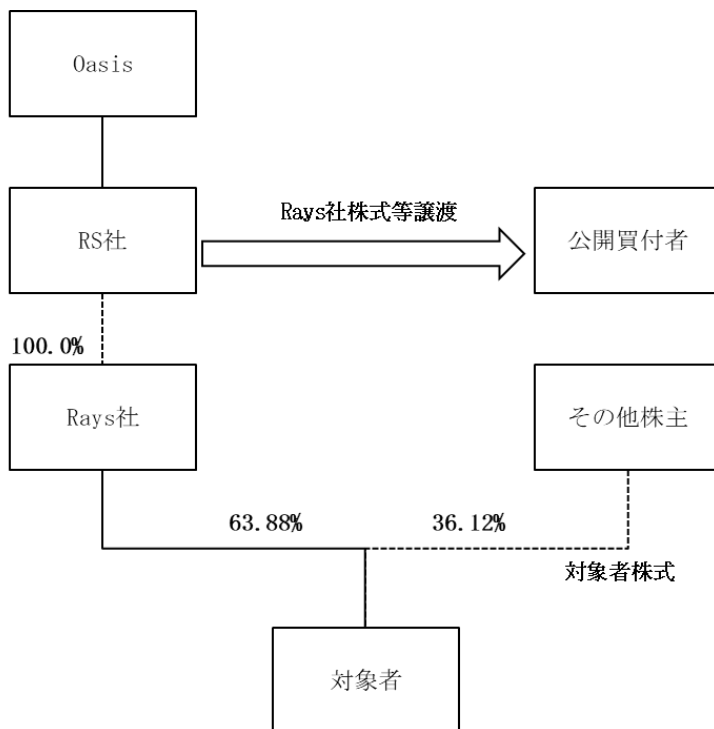 Oasis
Rays社株式等譲渡
RS社
公開買付者
100.0%
Rays社
その他株主
63.88%
36.12%
対象者株式
対象者